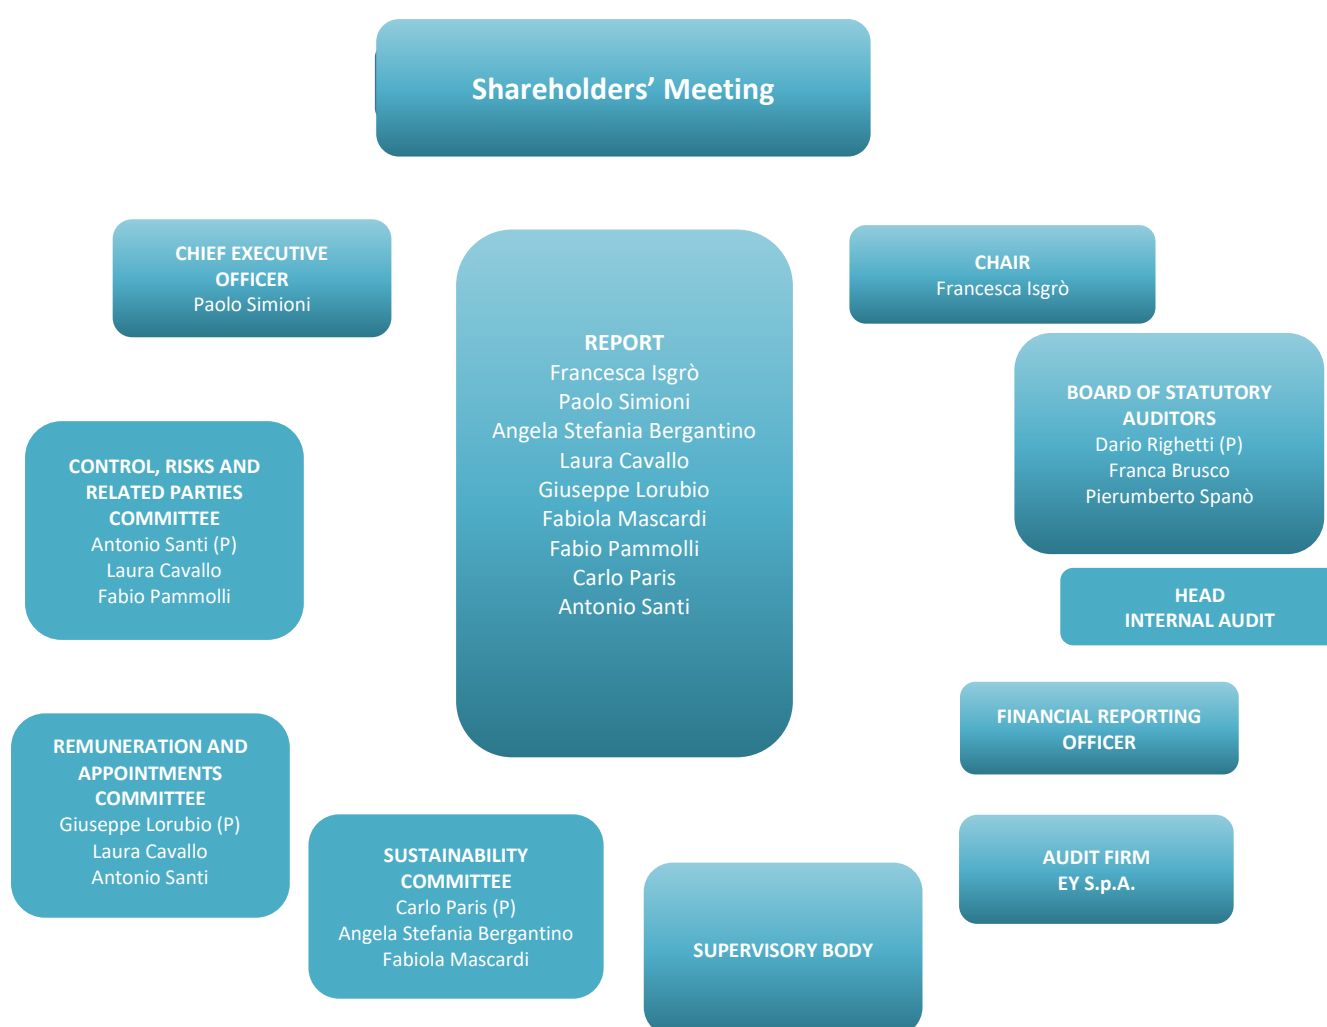 Shareholders’ Meeting
CHIEF EXECUTIVE
OFFICER
Paolo Simioni
CHAIR
Francesca Isgrò
REPORT
Francesca Isgrò
Paolo Simioni
Angela Stefania Bergantino
Laura Cavallo
Giuseppe Lorubio
Fabiola Mascardi
Fabio Pammolli
Carlo Paris
Antonio Santi
BOARD OF STATUTORY
AUDITORS
Dario Righetti (P)
Franca Brusco
Pierumberto Spanò
CONTROL, RISKS AND
RELATED PARTIES
COMMITTEE
Antonio Santi (P)
Laura Cavallo
Fabio Pammolli
HEAD
INTERNAL AUDIT
FINANCIAL REPORTING
OFFICER
REMUNERATION AND
APPOINTMENTS
COMMITTEE
Giuseppe Lorubio (P)
Laura Cavallo
Antonio Santi
SUSTAINABILITY
COMMITTEE
Carlo Paris (P)
Angela Stefania Bergantino
Fabiola Mascardi
AUDIT FIRM
EY S.p.A.
SUPERVISORY BODY